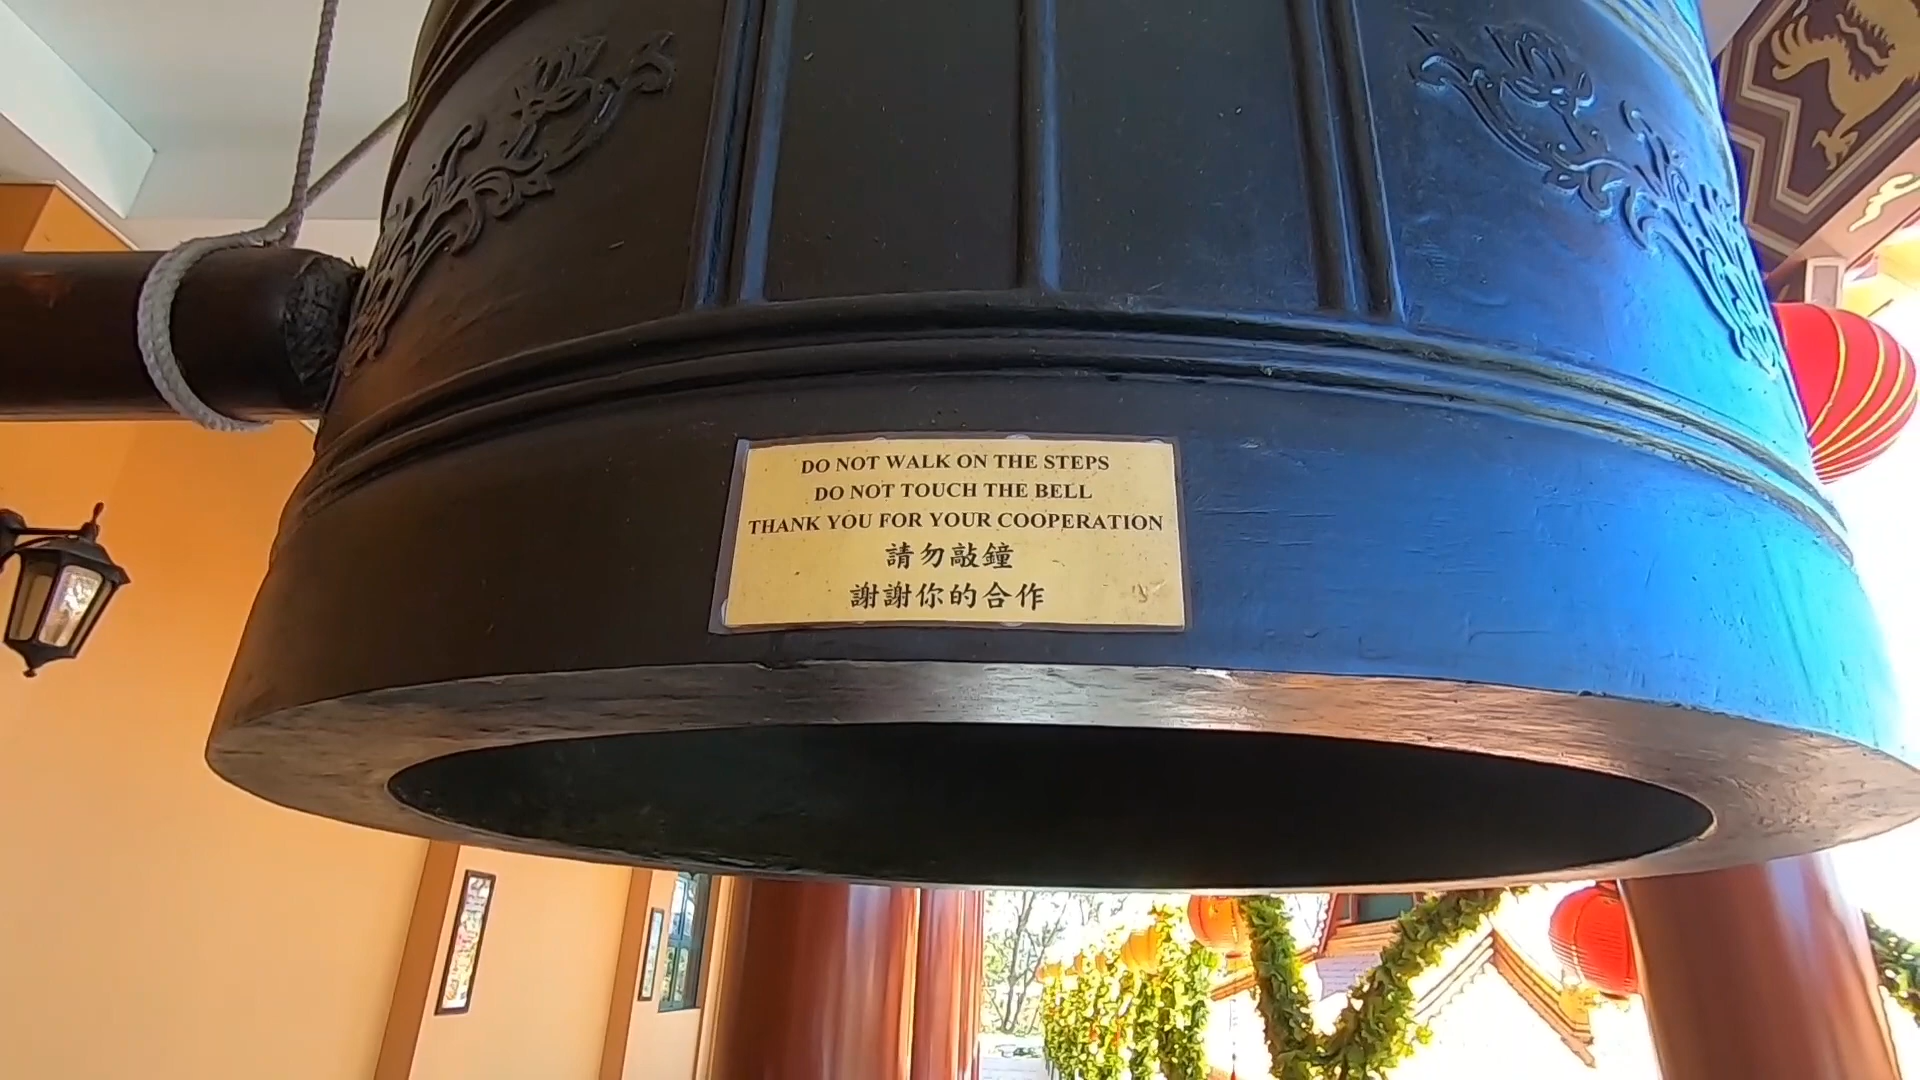 DO NOT WALK ON THE STEPS
DO NOT TOUCH THE BELL
THANK YOU FOR YOUR COOPERATION
請勿敲鐘
謝謝你的合作